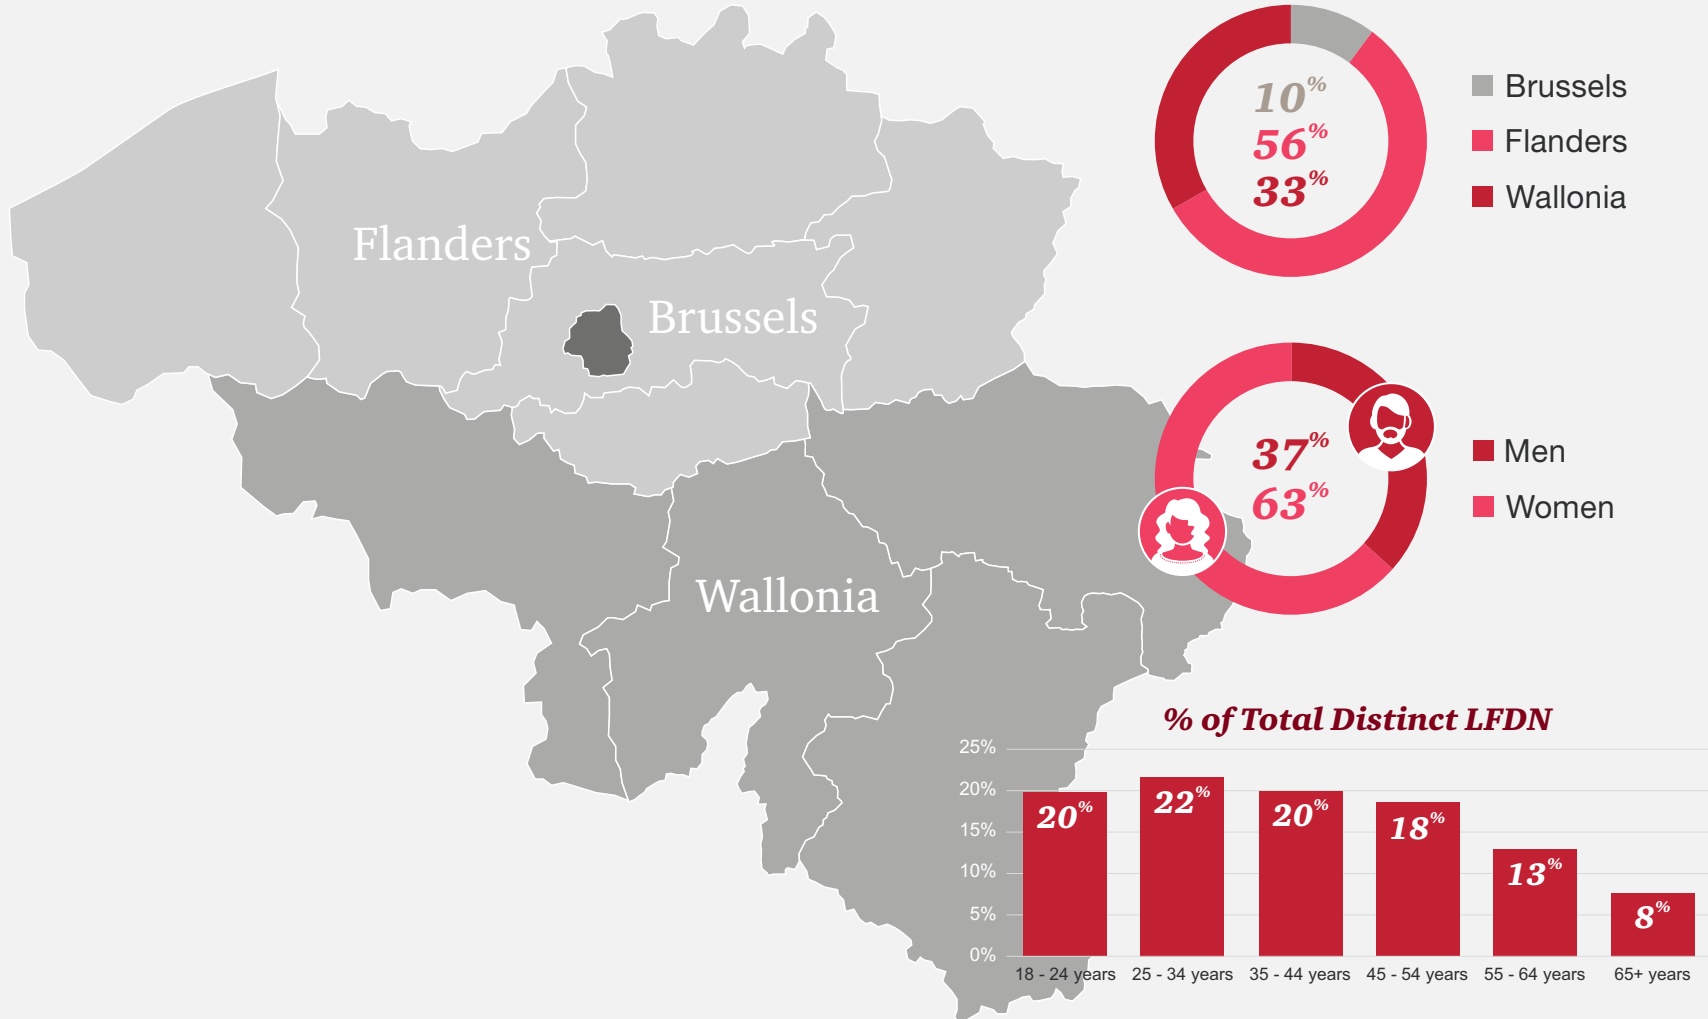 10%
56%
33%
Brussels
Flanders
Wallonia
Flanders
Brussels
Wallonia
37%
63%
Men
Women
% of Total Distinct LFDN
25%
20%
15%
10%
5%
0%
20%
22%
20%
18%
13%
8%
18 - 24 years
25 - 34 years
35 - 44 years
45 - 54 years
55 - 64 years
65+ years